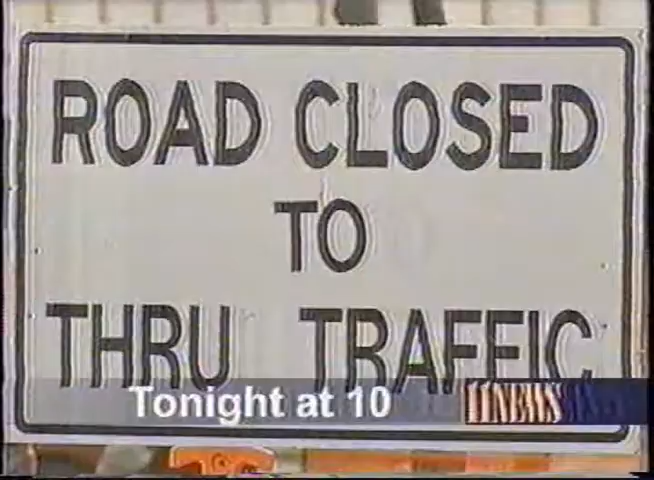 ROAD CLOSED
TO
THRU TRAFFIC
Tonight at 10
11NEWS